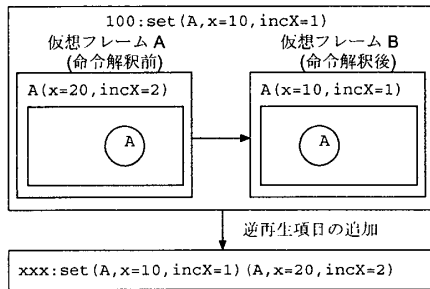 100:set(A,x=10,incX=1)
仮想フレームA 仮想フレームB
(命令解釈前) (命令解釈後)
A(x=20,incX=2) A(x=10,incX=1)
A A
逆再生項目の追加
xxx:set(A,x=10,incX=1)(A,x=20,incX=2)